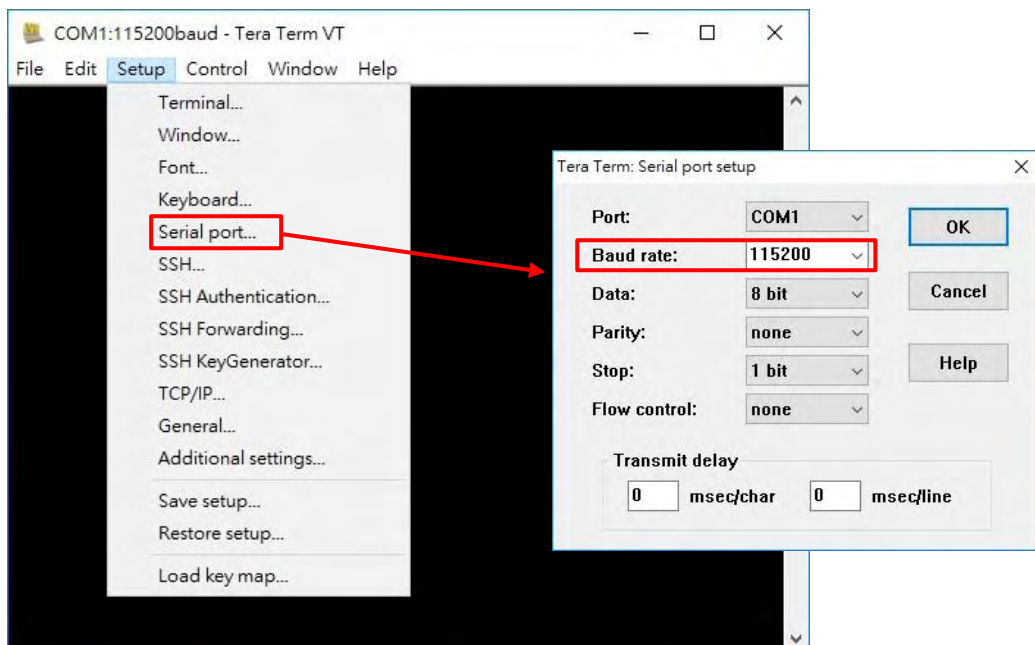 COM1:115200baud - Tera Term VT
File Edit Setup Control Window Help
Terminal...
Window...
Font...
Keyboard...
Serial port...
SSH...
SSH Authentication...
SSH Forwarding...
SSH KeyGenerator...
TCP/IP...
General...
Additional settings...
Save setup...
Restore setup...
Load key map...
Tera Term: Serial port setup
Port: COM1 OK
Baud rate: 115200
Data: 8 bit Cancel
Parity: none
Stop: 1 bit Help
Flow control: none
Transmit delay
0 msec/char 0 msec/line